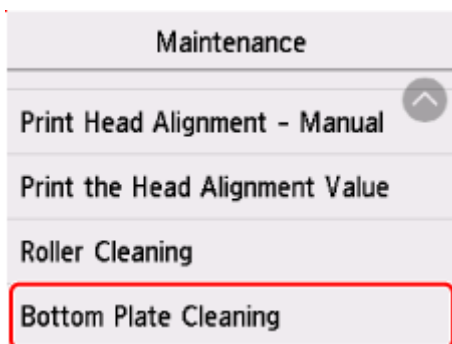 Maintenance
Print Head Alignment – Manual
Print the Head Alignment Value
Roller Cleaning
Bottom Plate Cleaning